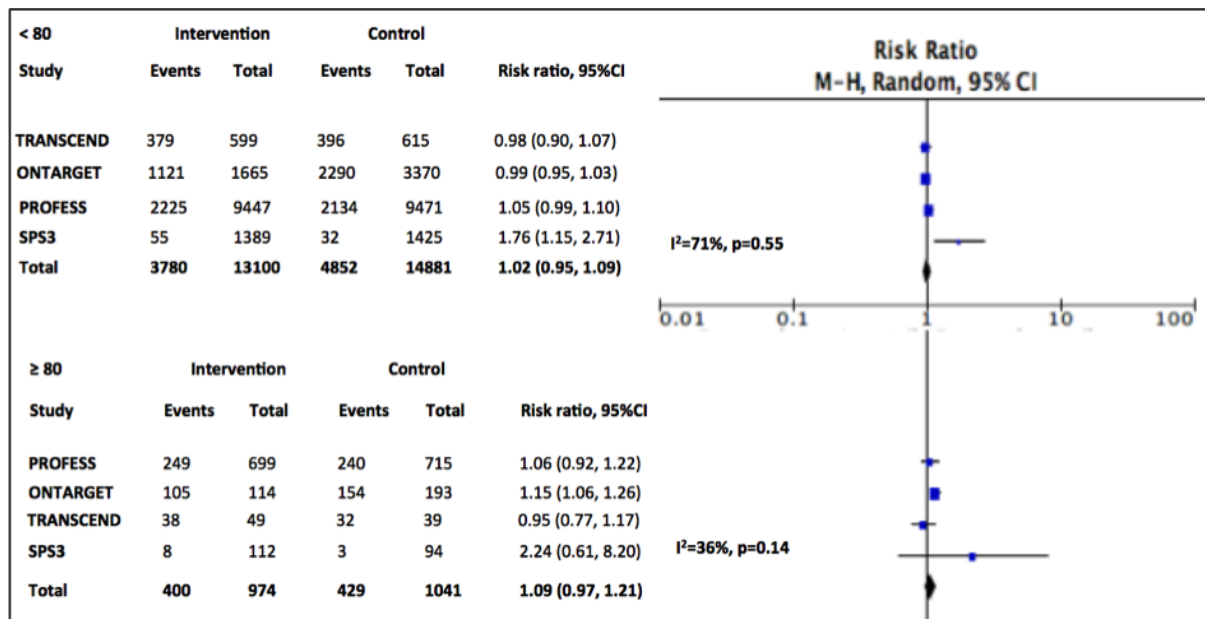 < 80 Intervention Control
Study Events Total Events Total Risk ratio, 95%CI
Risk Ratio
M-H, Random, 95% CI
TRANSCEND 379 599 396 615 0.98 (0.90, 1.07)
ONTARGET 1121 1665 2290 3370 0.99 (0.95, 1.03)
PROFESS 2225 9447 2134 9471 1.05 (0.99, 1.10)
SPS3 55 1389 32 1425 1.76 (1.15, 2.71) I²=71%, p=0.55
Total 3780 13100 4852 14881 1.02 (0.95, 1.09)
0.01 0.1 1 10 100
≥ 80 Intervention Control
Study Events Total Events Total Risk ratio, 95%CI
PROFESS 249 699 240 715 1.06 (0.92, 1.22)
ONTARGET 105 114 154 193 1.15 (1.06, 1.26)
TRANSCEND 38 49 32 39 0.95 (0.77, 1.17)
SPS3 8 112 3 94 2.24 (0.61, 8.20) I²=36%, p=0.14
Total 400 974 429 1041 1.09 (0.97, 1.21)